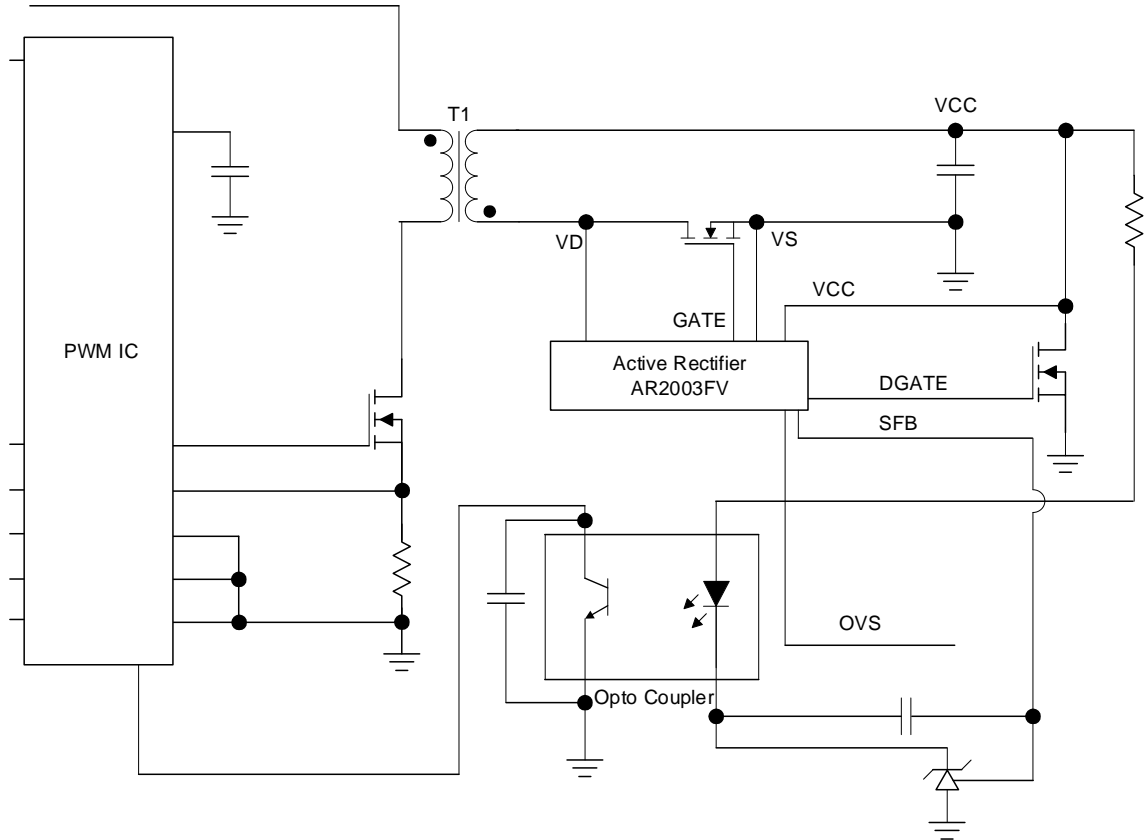 VCC
T1
VD
VS
VCC
GATE
PWM IC
Active Rectifier
AR2003FV
DGATE
SFB
OVS
Opto Coupler